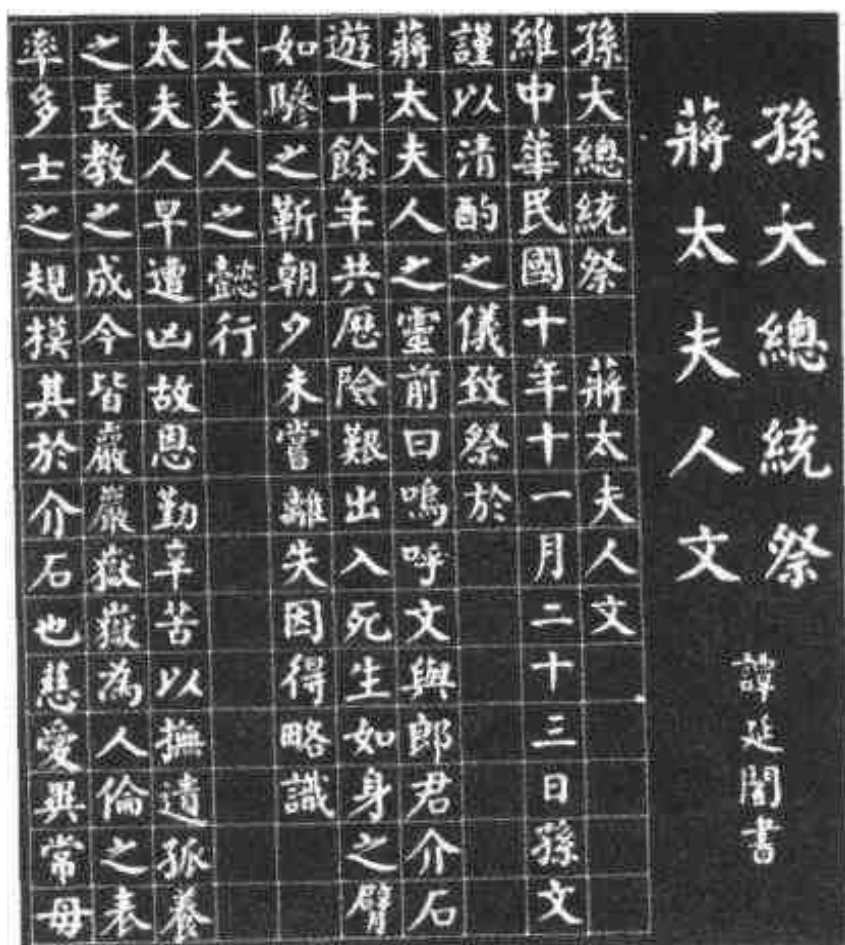 孫大總統祭
蔣太夫人文
譚延闓書
孫大總統祭 蔣太夫人文
維中華民國十年十一月二十三日孫文
謹以清酌之儀致祭於
蔣太夫人之靈前曰嗚呼文與郎君介石
遊十餘年共歷險艱出入死生如身之臂
如驂之靳朝夕未嘗離失因得略識
太夫人之懿行
太夫人早遭凶故恩勤辛苦以撫遺孤養
之長教之成今皆巖巖嶽嶽為人倫之表
率多士之規模其於介石也慈愛異常母